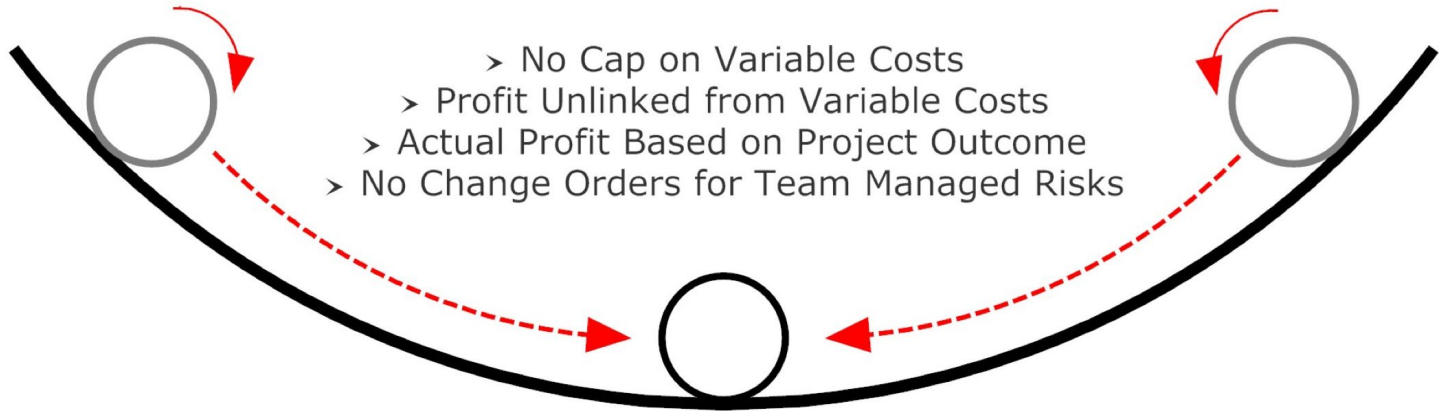 ➢ No Cap on Variable Costs
➢ Profit Unlinked from Variable Costs
➢ Actual Profit Based on Project Outcome
➢ No Change Orders for Team Managed Risks